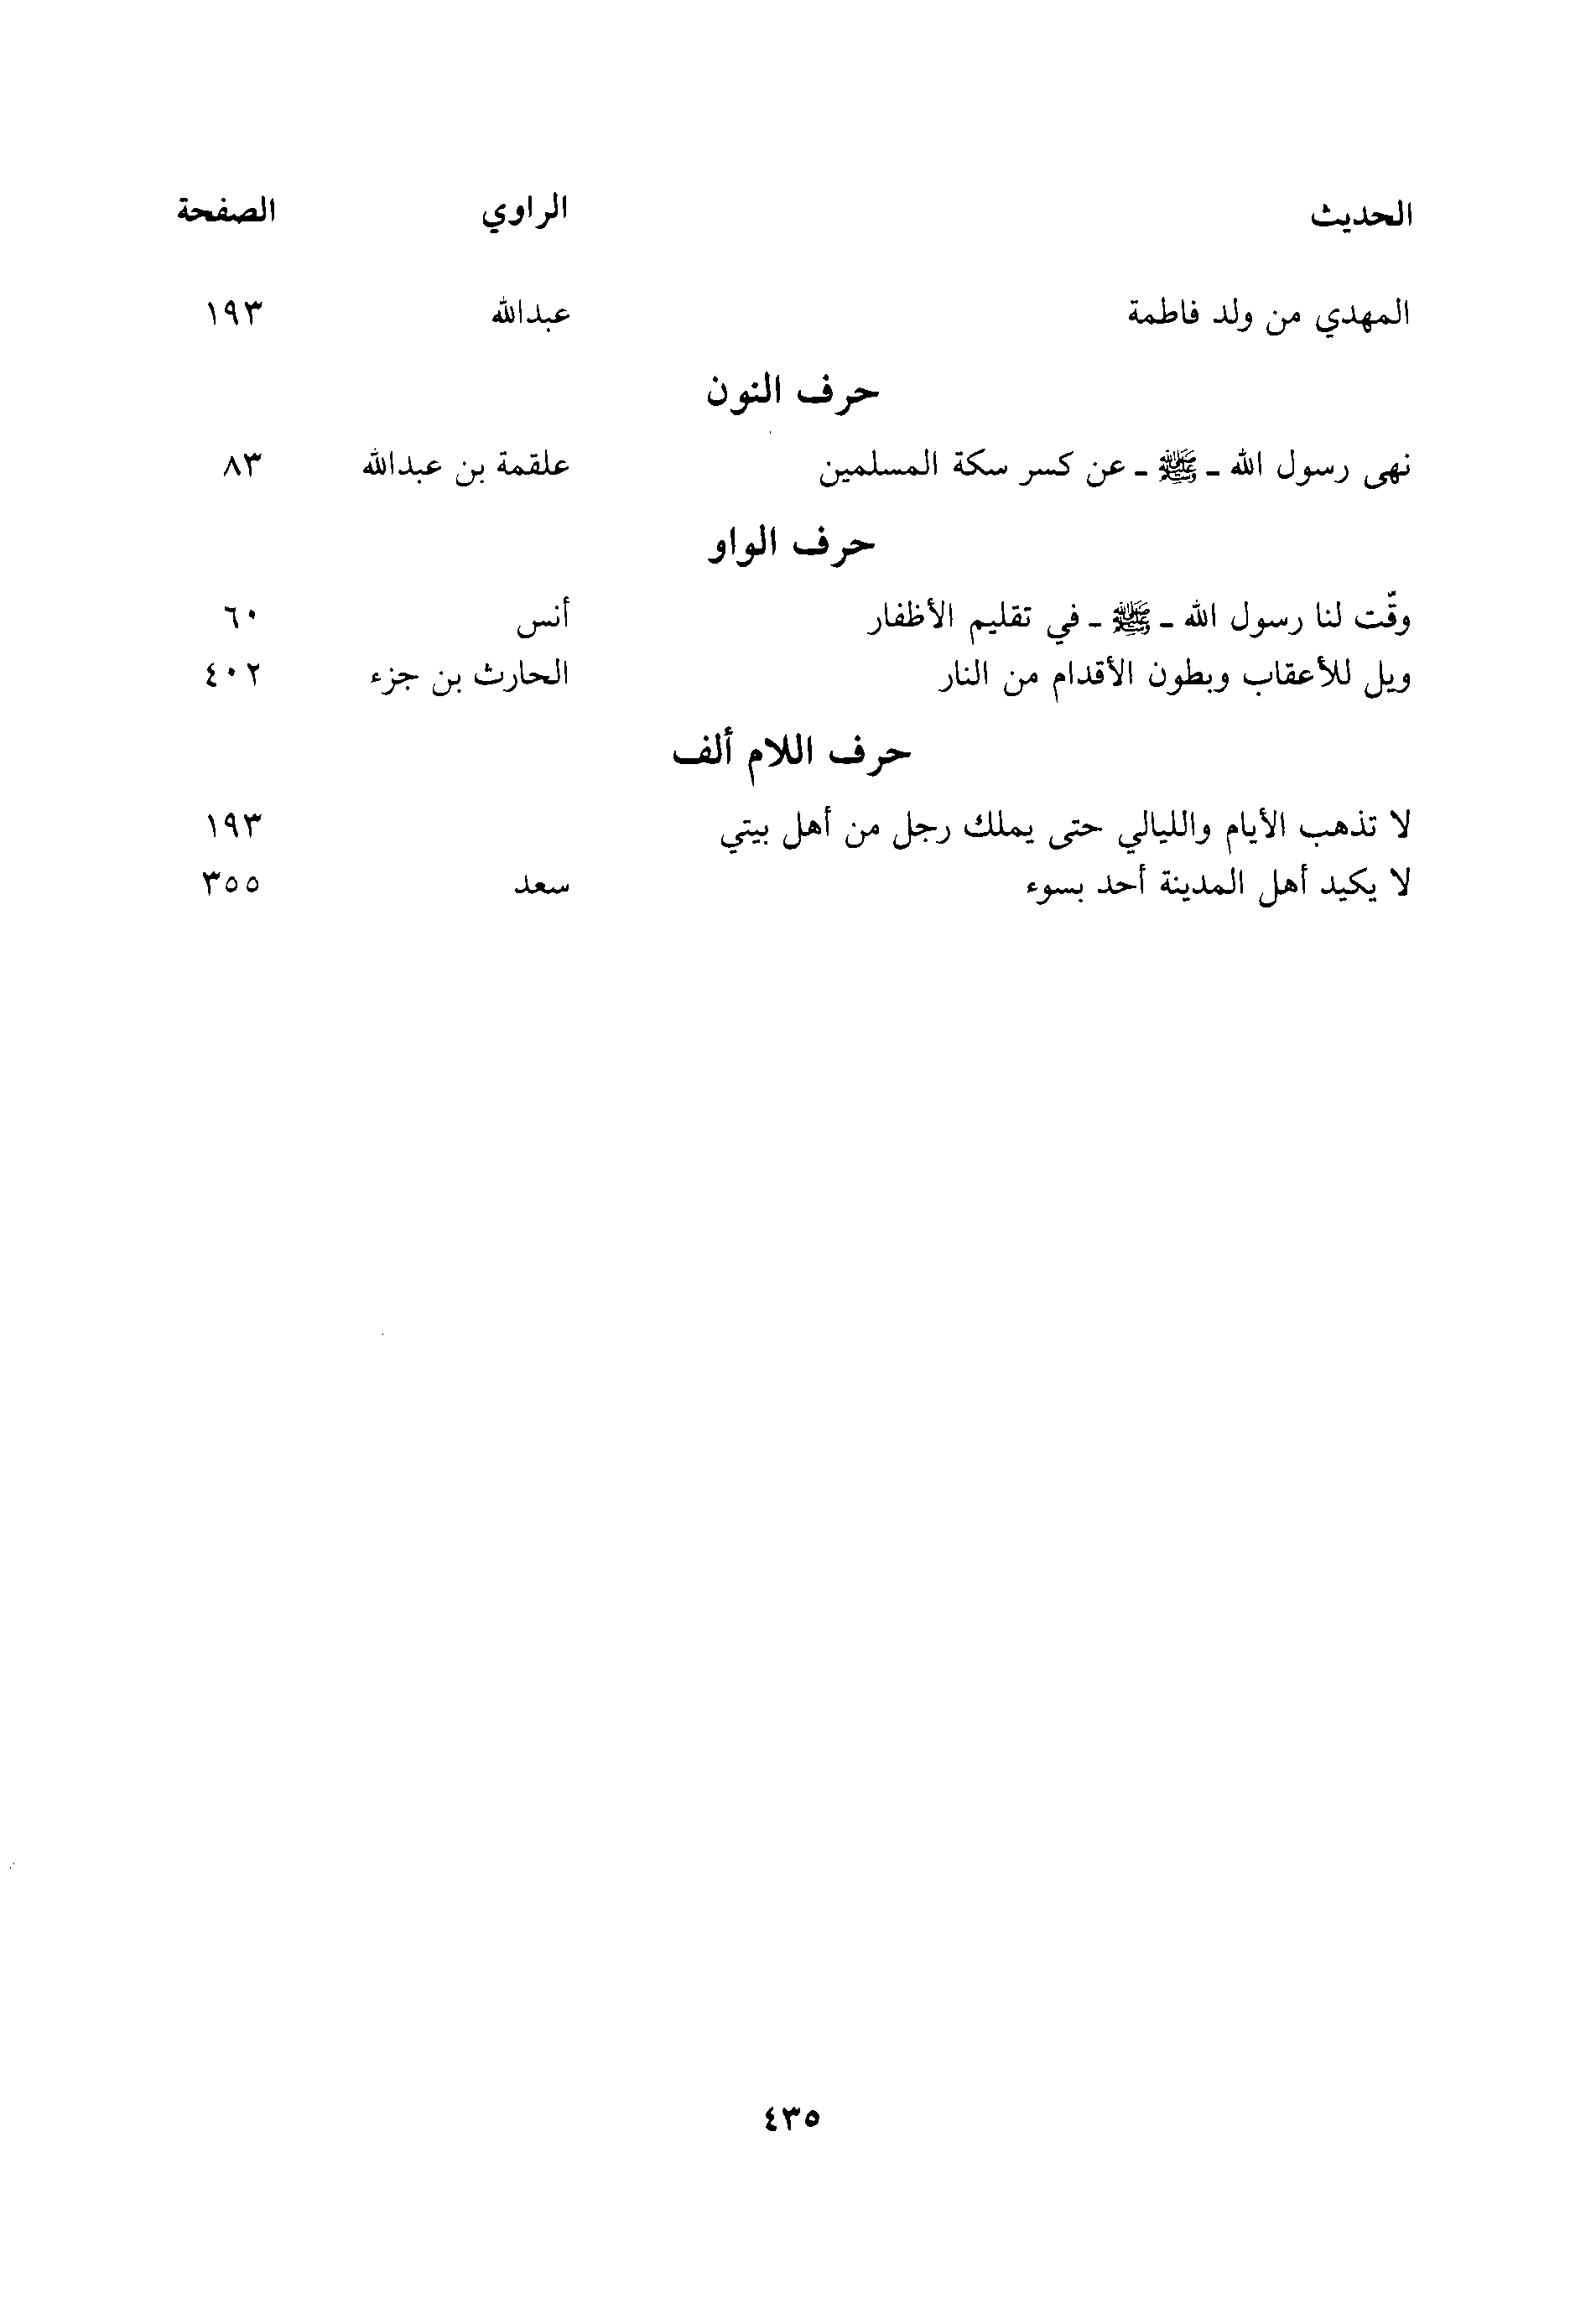 الحديث الراوي الصفحة
المهدي من ولد فاطمة عبدالله ١٩٣
حرف النون
نهى رسول الله ـ ﷺ ـ عن كسر سكة المسلمين علقمة بن عبدالله ٨٣
حرف الواو
وقّت لنا رسول الله ـ ﷺ ـ في تقليم الأظفار أنس ٦٠
ويل للأعقاب وبطون الأقدام من النار الحارث بن جزء ٤٠٢
حرف اللام ألف
لا تذهب الأيام والليالي حتى يملك رجل من أهل بيتي ١٩٣
لا يكيد أهل المدينة أحد بسوء سعد ٣٥٥
٤٣٥